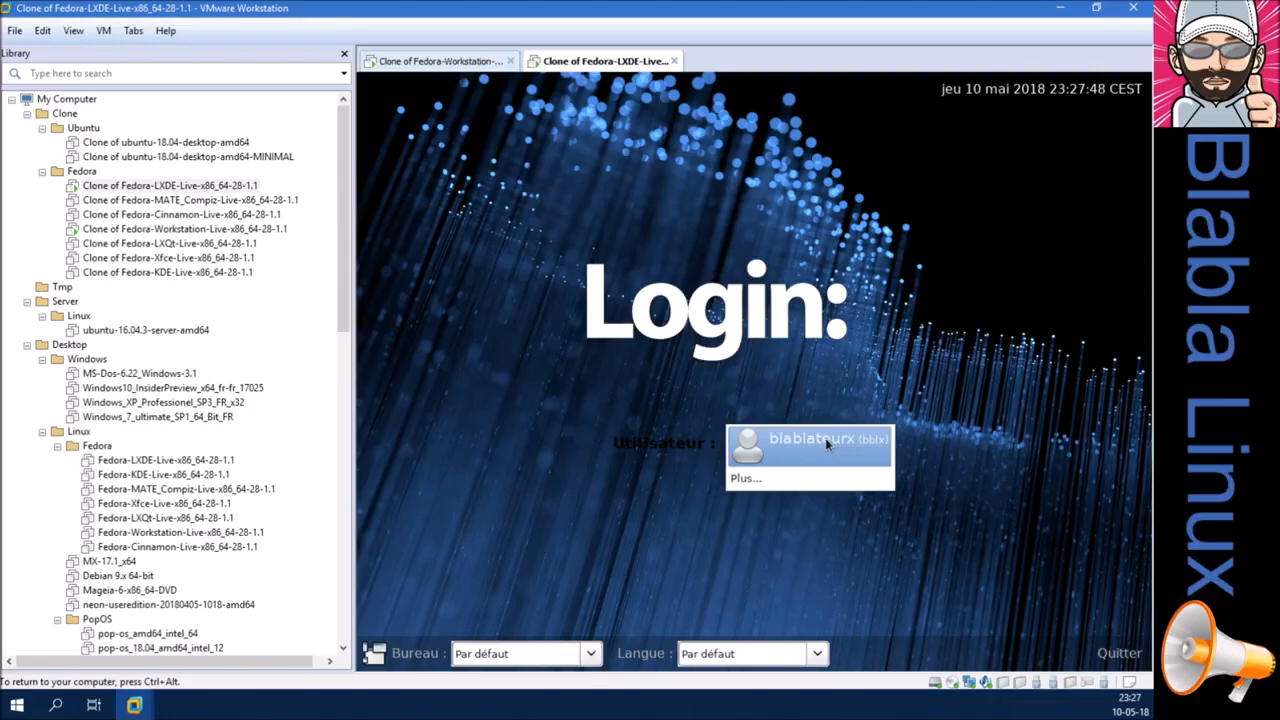 Clone of Fedora-LXDE-Live-x86_64-28-1.1 - VMware Workstation
File Edit View VM Tabs Help
Library
Type here to search
My Computer
Clone
Ubuntu
Clone of ubuntu-18.04-desktop-amd64
Clone of ubuntu-18.04-desktop-amd64-MINIMAL
Fedora
Clone of Fedora-LXDE-Live-x86_64-28-1.1
Clone of Fedora-MATE_Compiz-Live-x86_64-28-1.1
Clone of Fedora-Cinnamon-Live-x86_64-28-1.1
Clone of Fedora-Workstation-Live-x86_64-28-1.1
Clone of Fedora-LXQt-Live-x86_64-28-1.1
Clone of Fedora-Xfce-Live-x86_64-28-1.1
Clone of Fedora-KDE-Live-x86_64-28-1.1
Tmp
Server
Linux
ubuntu-16.04.3-server-amd64
Desktop
Windows
MS-Dos-6.22_Windows-3.1
Windows10_InsiderPreview_x64_fr-fr_17025
Windows_XP_Professionel_SP3_FR_x32
Windows_7_ultimate_SP1_64_Bit_FR
Linux
Fedora
Fedora-LXDE-Live-x86_64-28-1.1
Fedora-KDE-Live-x86_64-28-1.1
Fedora-MATE_Compiz-Live-x86_64-28-1.1
Fedora-Xfce-Live-x86_64-28-1.1
Fedora-LXQt-Live-x86_64-28-1.1
Fedora-Workstation-Live-x86_64-28-1.1
Fedora-Cinnamon-Live-x86_64-28-1.1
MX-17.1_x64
Debian 9.x 64-bit
Mageia-6-x86_64-DVD
neon-useredition-20180405-1018-amd64
PopOS
pop-os_amd64_intel_64
pop-os_18.04_amd64_intel_12
Clone of Fedora-Workstation-...
Clone of Fedora-LXDE-Live...
jeu 10 mai 2018 23:27:48 CEST
Login:
Utilisateur :
blablateurx (bblx)
Plus...
Bureau : Par défaut Langue : Par défaut Quitter
To return to your computer, press Ctrl+Alt.
23:27
10-05-18
Blabla Linux